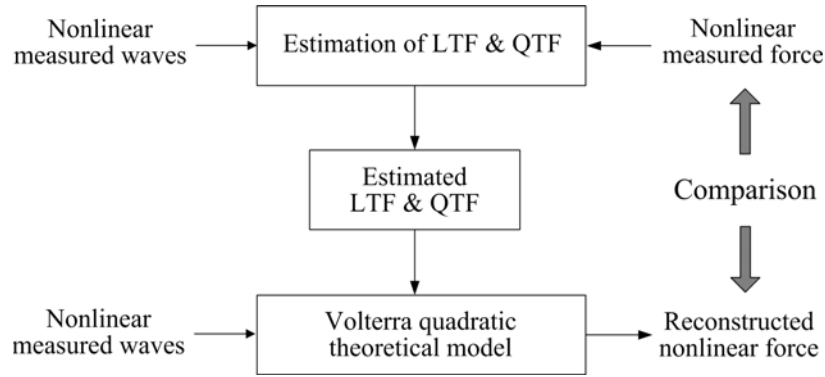 Nonlinear
measured waves
Estimation of LTF & QTF
Nonlinear
measured force
Estimated
LTF & QTF
Comparison
Nonlinear
measured waves
Volterra quadratic
theoretical model
Reconstructed
nonlinear force